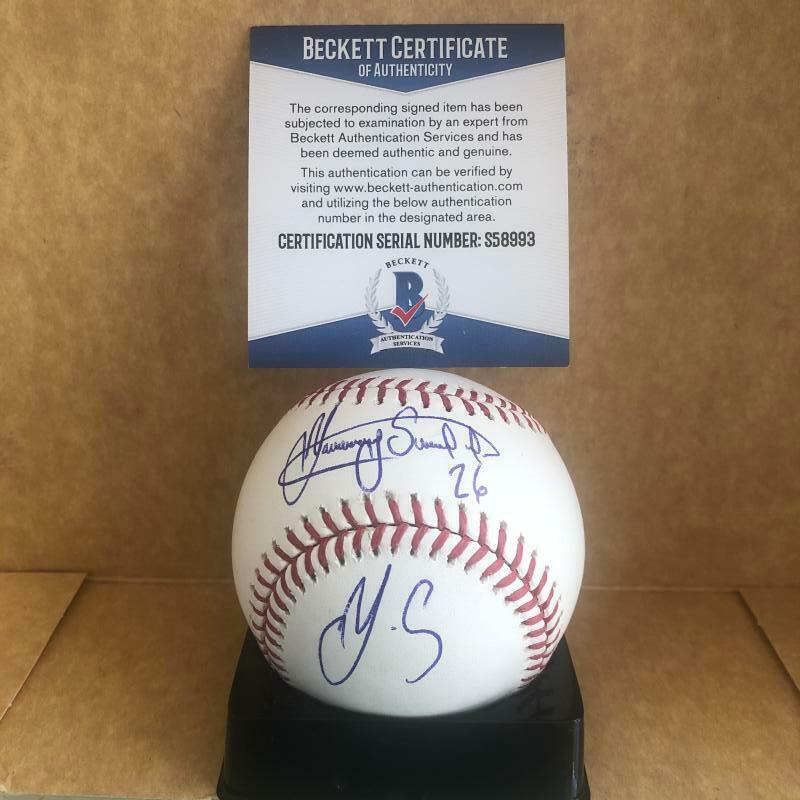 BECKETT CERTIFICATE
OF AUTHENTICITY
The corresponding signed item has been
subjected to examination by an expert from
Beckett Authentication Services and has
been deemed authentic and genuine.
This authentication can be verified by
visiting www.beckett-authentication.com
and utilizing the below authentication
number in the designated area.
CERTIFICATION SERIAL NUMBER: S58993
BECKETT
B
AUTHENTICATION
SERVICES
26